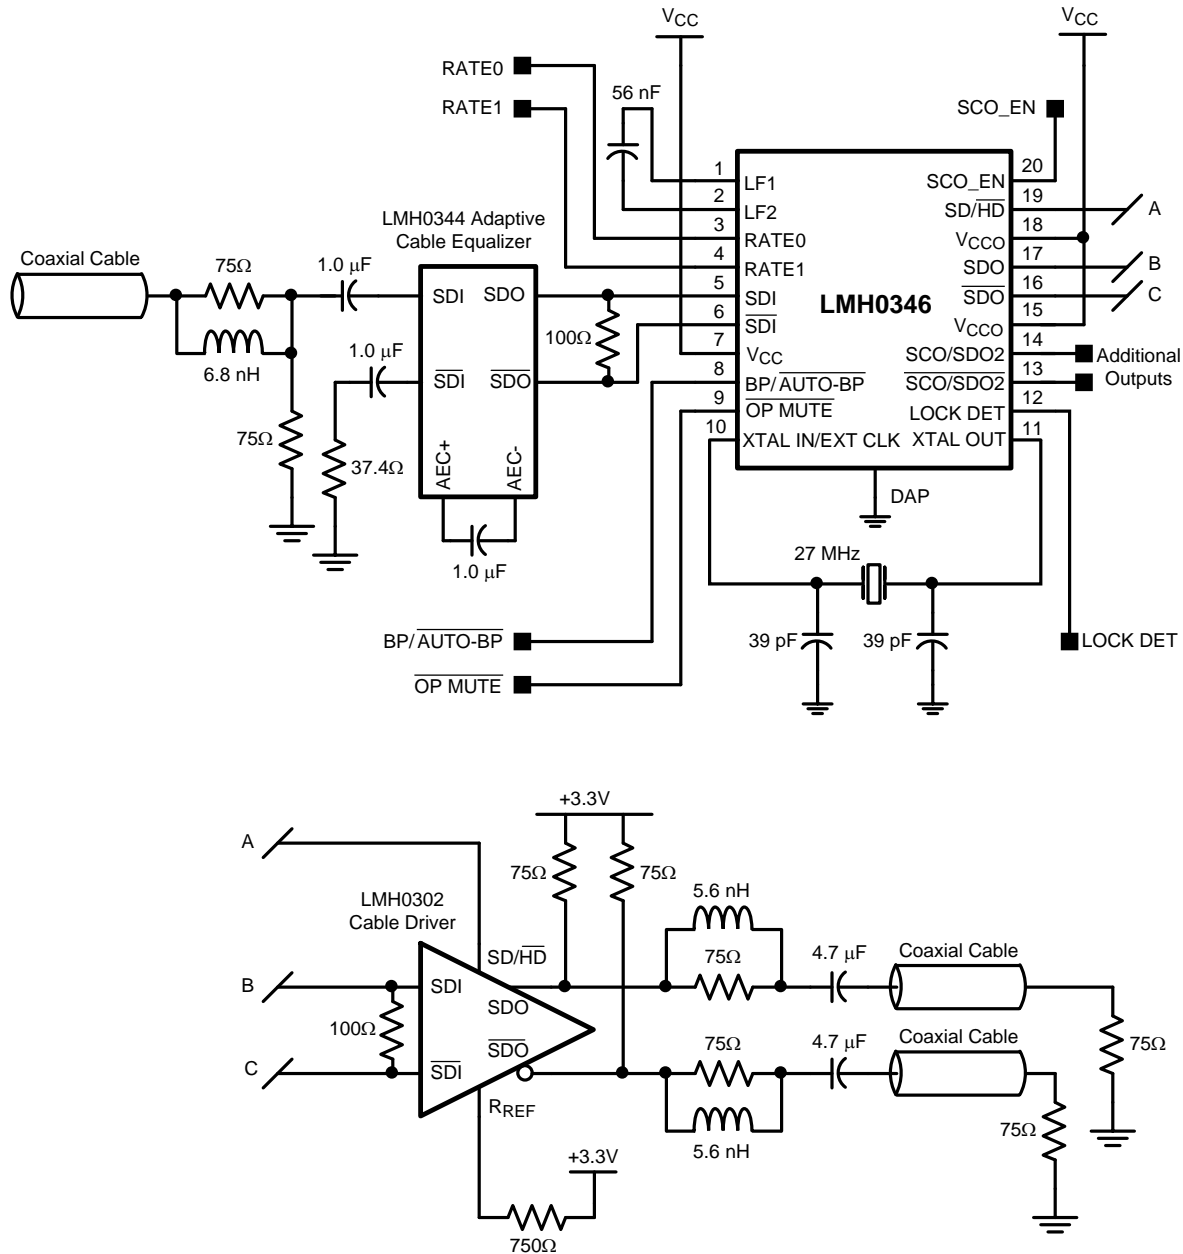 VCC
VCC
RATE0
RATE1
56 nF
SCO_EN
1
LF1
2
LF2
3
RATE0
4
RATE1
5
SDI
6
SDI
7
VCC
8
BP/AUTO-BP
9
OP MUTE
10
XTAL IN/EXT CLK
LMH0346
20
SCO_EN
19
SD/HD
18
VCCO
17
SDO
16
SDO
15
VCCO
14
SCO/SDO2
13
SCO/SDO2
12
LOCK DET
11
XTAL OUT
A
B
C
Additional
Outputs
DAP
LMH0344 Adaptive
Cable Equalizer
Coaxial Cable
75Ω
6.8 nH
75Ω
1.0 μF
1.0 μF
37.4Ω
SDI
SDO
SDI
SDO
AEC+
AEC-
1.0 μF
100Ω
27 MHz
39 pF
39 pF
BP/AUTO-BP
OP MUTE
LOCK DET
+3.3V
A
75Ω
75Ω
LMH0302
Cable Driver
SD/HD
B
SDI
SDO
100Ω
C
SDI
SDO
RREF
+3.3V
750Ω
5.6 nH
75Ω
4.7 μF
Coaxial Cable
75Ω
75Ω
4.7 μF
Coaxial Cable
5.6 nH
75Ω